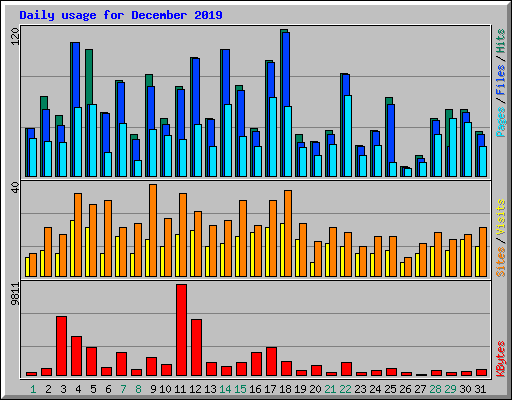 Daily usage for December 2019
120
Pages / Files / Hits
40
Sites / Visits
9811
KBytes
1 2 3 4 5 6 7 8 9 10 11 12 13 14 15 16 17 18 19 20 21 22 23 24 25 26 27 28 29 30 31